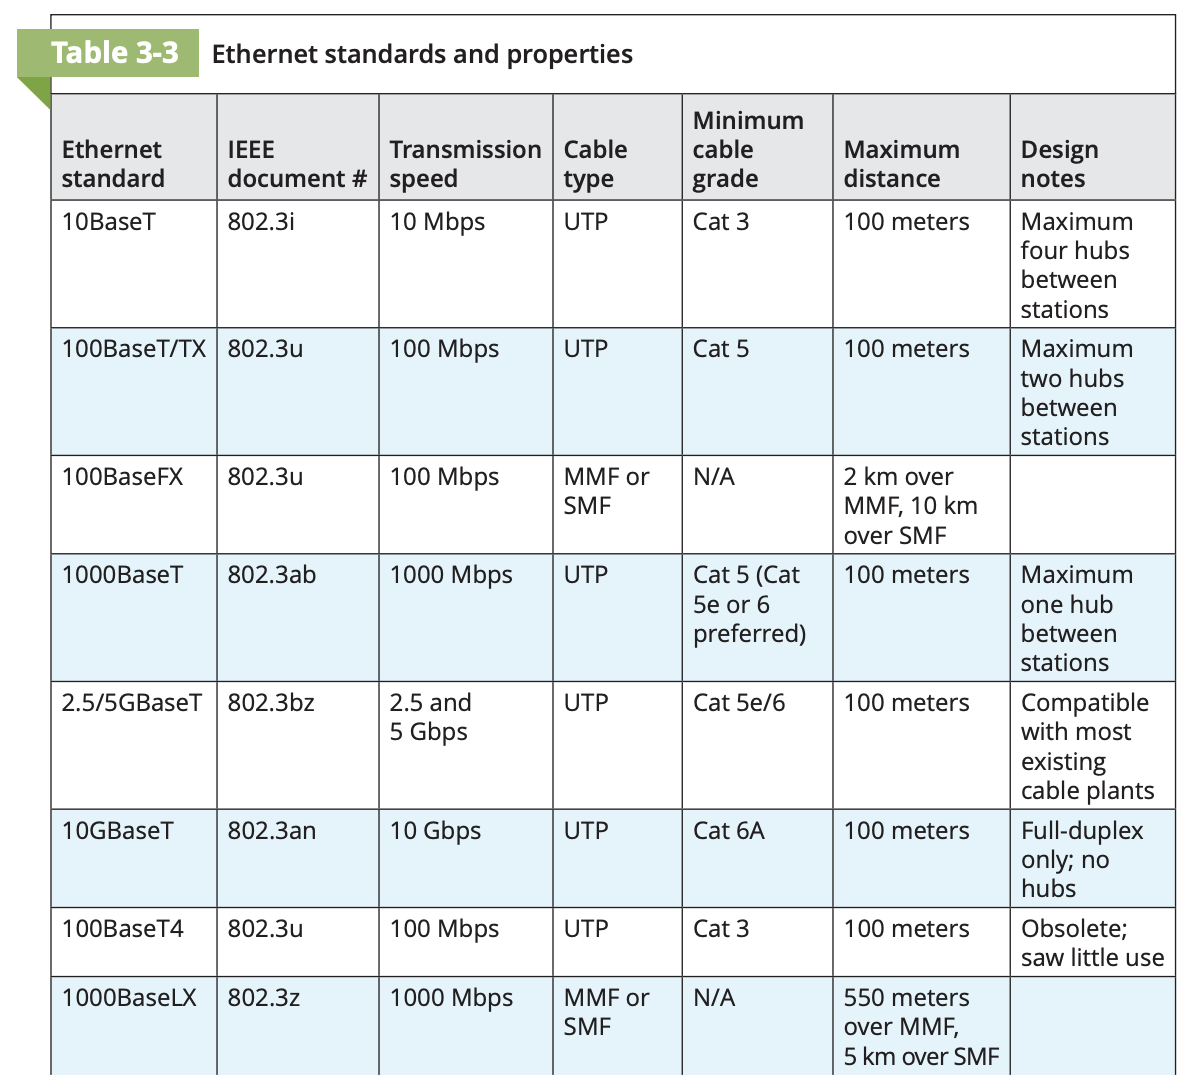 Table 3-3 Ethernet standards and properties
Ethernet standard IEEE document # Transmission speed Cable type Minimum cable grade Maximum distance Design notes
10BaseT 802.3i 10 Mbps UTP Cat 3 100 meters Maximum four hubs between stations
100BaseT/TX 802.3u 100 Mbps UTP Cat 5 100 meters Maximum two hubs between stations
100BaseFX 802.3u 100 Mbps MMF or SMF N/A 2 km over MMF, 10 km over SMF
1000BaseT 802.3ab 1000 Mbps UTP Cat 5 (Cat 5e or 6 preferred) 100 meters Maximum one hub between stations
2.5/5GBaseT 802.3bz 2.5 and 5 Gbps UTP Cat 5e/6 100 meters Compatible with most existing cable plants
10GBaseT 802.3an 10 Gbps UTP Cat 6A 100 meters Full-duplex only; no hubs
100BaseT4 802.3u 100 Mbps UTP Cat 3 100 meters Obsolete; saw little use
1000BaseLX 802.3z 1000 Mbps MMF or SMF N/A 550 meters over MMF, 5 km over SMF